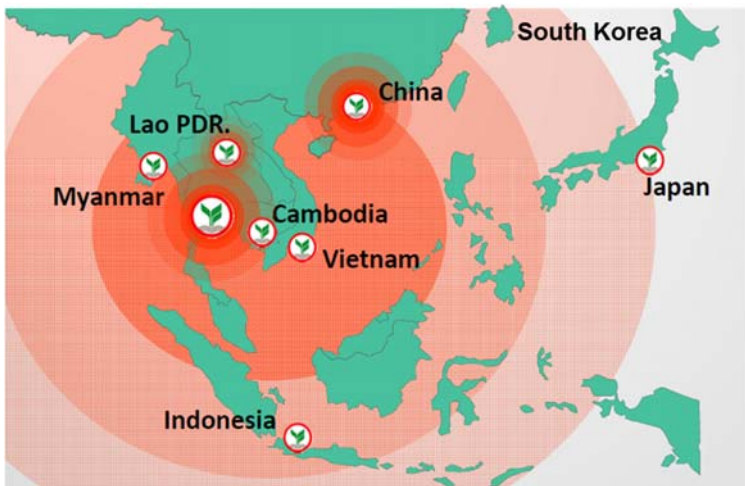 South Korea
China
Lao PDR.
Myanmar
Japan
Cambodia
Vietnam
Indonesia